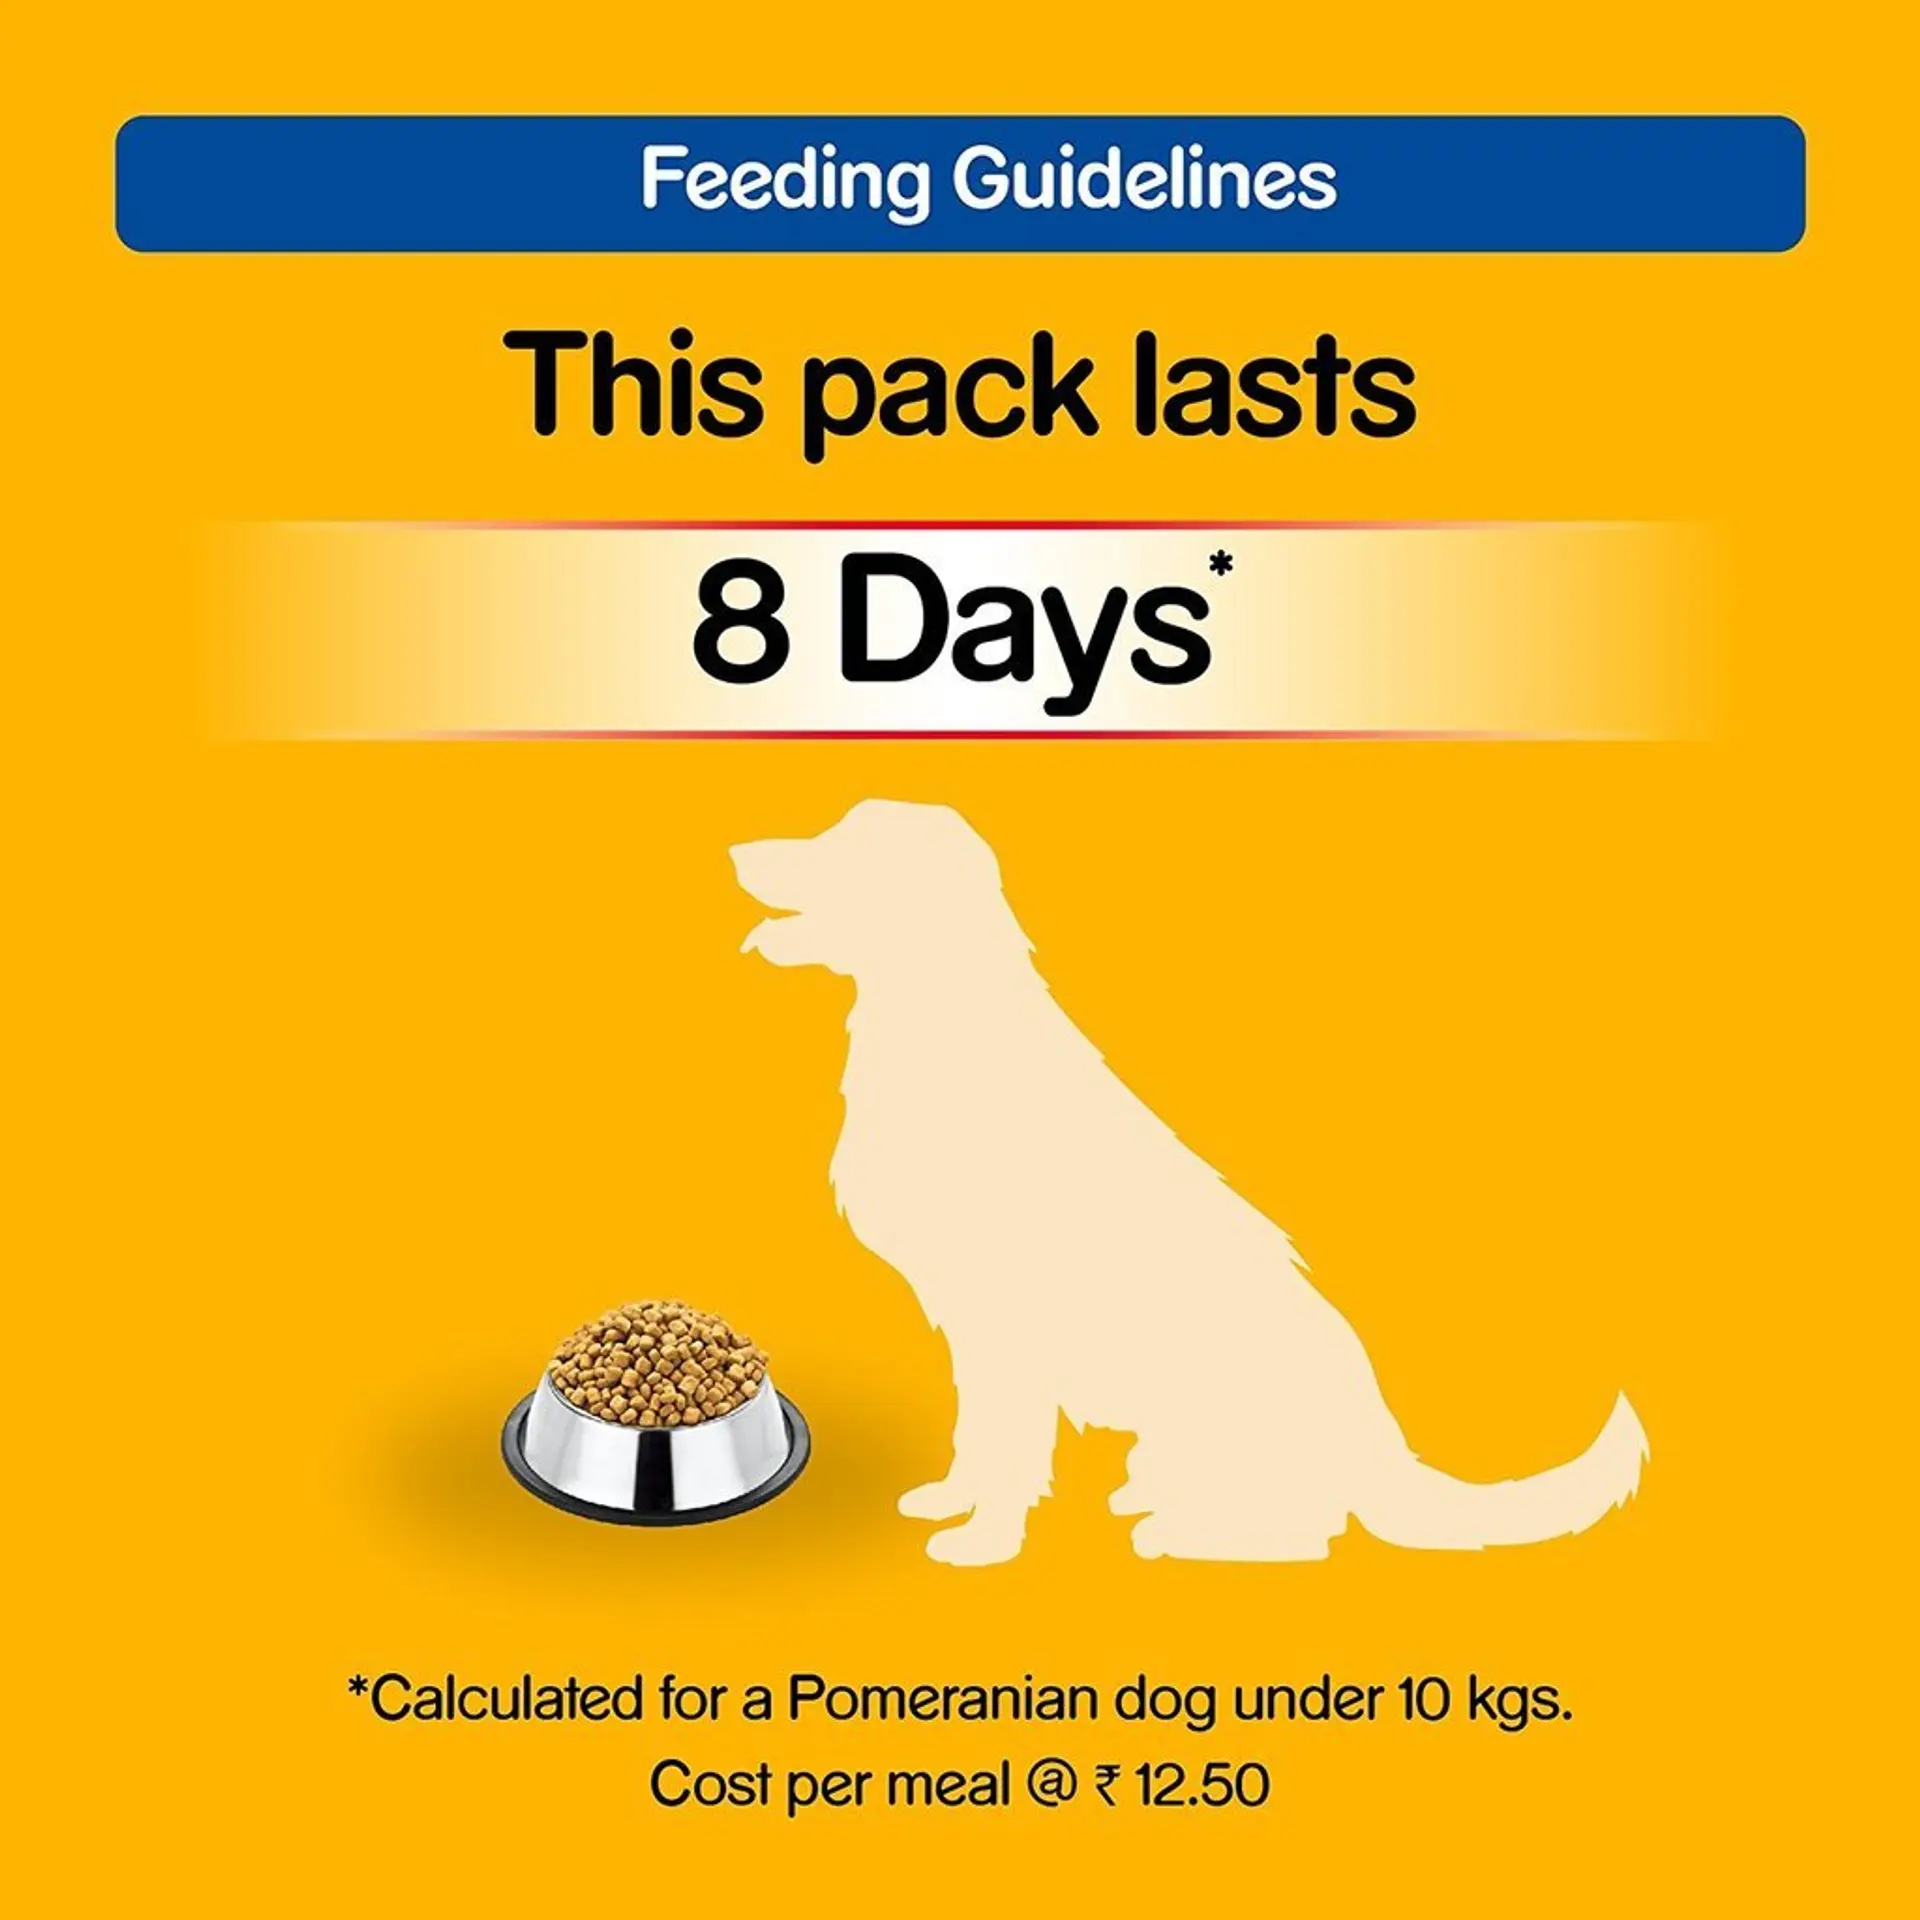 Feeding Guidelines
This pack lasts
8 Days*
*Calculated for a Pomeranian dog under 10 kgs.
Cost per meal @ ₹ 12.50